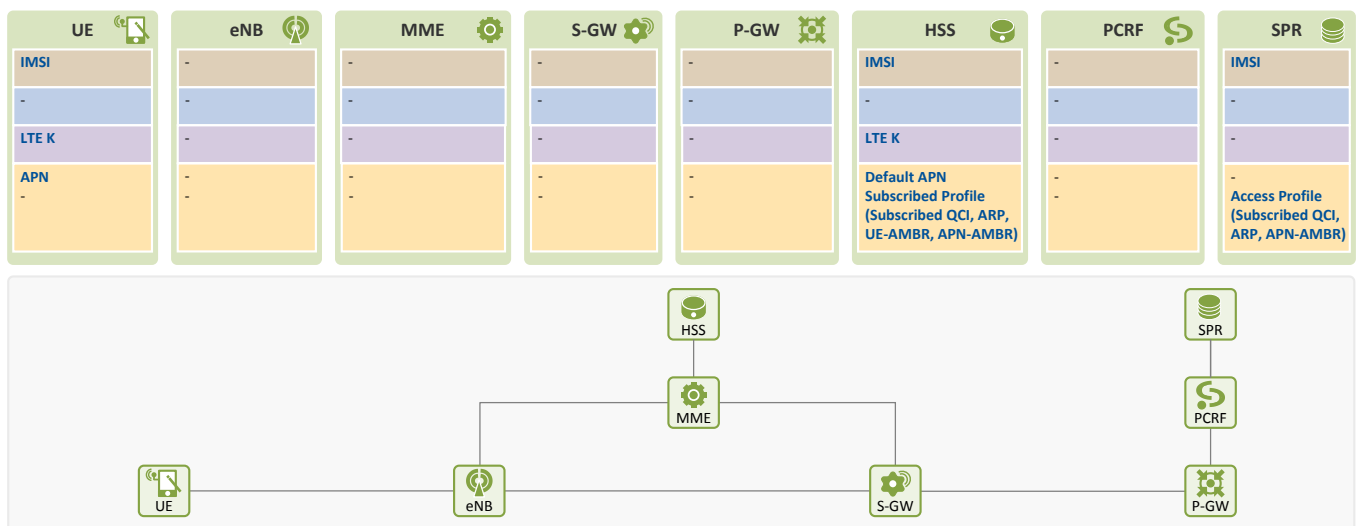 UE
eNB
MME
S-GW
P-GW
HSS
PCRF
SPR
IMSI
-
-
-
-
IMSI
-
IMSI
-
-
-
-
-
-
-
-
LTE K
-
-
-
-
LTE K
-
-
APN
-
-
-
-
-
-
-
-
-
Default APN
Subscribed Profile
(Subscribed QCI, ARP,
UE-AMBR, APN-AMBR)
-
-
-
Access Profile
(Subscribed QCI,
ARP, APN-AMBR)
HSS
SPR
MME
PCRF
UE
eNB
S-GW
P-GW